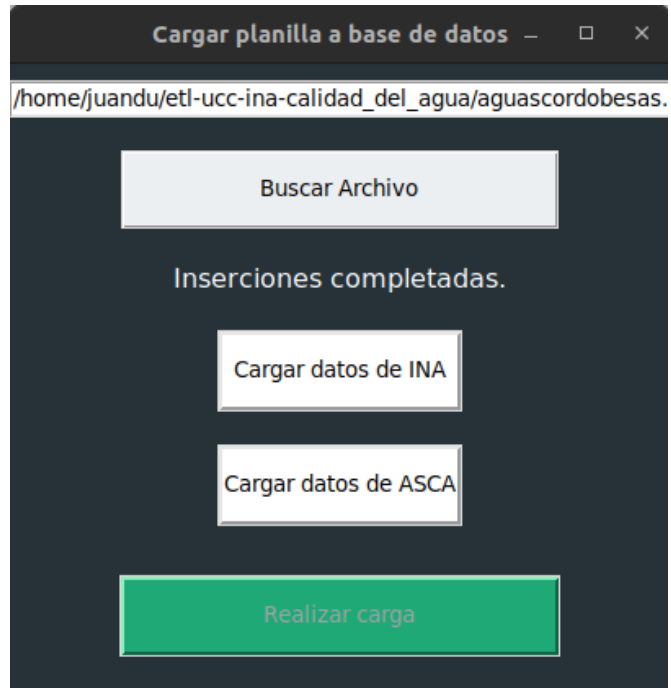 Cargar planilla a base de datos
/home/juandu/etl-ucc-ina-calidad_del_agua/aguascordobesas.
Buscar Archivo
Inserciones completadas.
Cargar datos de INA
Cargar datos de ASCA
Realizar carga